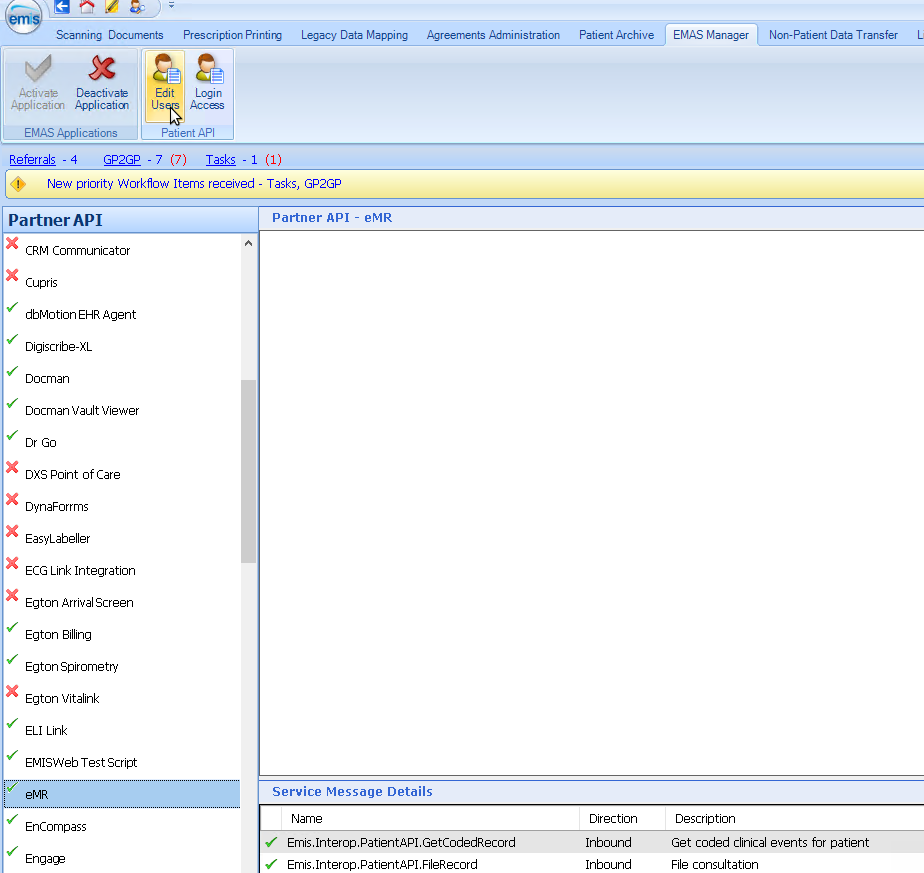 emis
Scanning Documents Prescription Printing Legacy Data Mapping Agreements Administration Patient Archive EMAS Manager Non-Patient Data Transfer L
Activate Application Deactivate Application Edit Users Login Access
EMAS Applications Patient API
Referrals - 4 GP2GP - 7 (7) Tasks - 1 (1)
New priority Workflow Items received - Tasks, GP2GP
Partner API
CRM Communicator
Cupris
dbMotion EHR Agent
Digiscribe-XL
Docman
Docman Vault Viewer
Dr Go
DXS Point of Care
DynaForrms
EasyLabeller
ECG Link Integration
Egton Arrival Screen
Egton Billing
Egton Spirometry
Egton Vitalink
ELI Link
EMISWeb Test Script
eMR
EnCompass
Engage
Partner API - eMR
Service Message Details
Name Direction Description
Emis.Interop.PatientAPI.GetCodedRecord Inbound Get coded clinical events for patient
Emis.Interop.PatientAPI.FileRecord Inbound File consultation